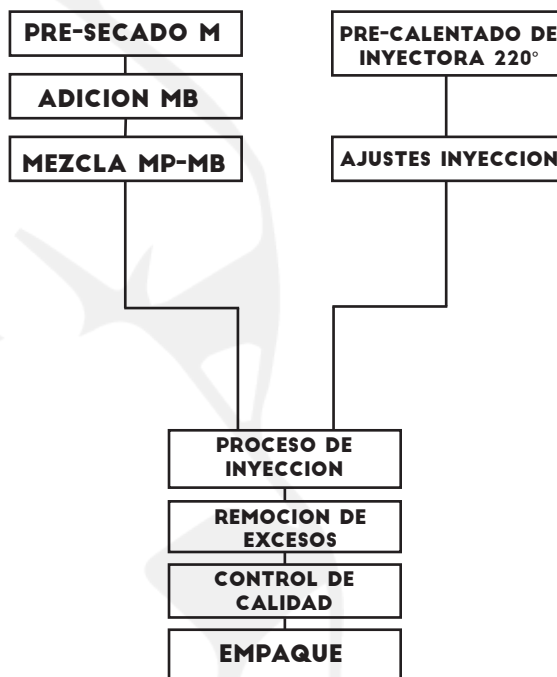 PRE-SECADO M
ADICION MB
MEZCLA MP-MB
PRE-CALENTADO DE
INYECTORA 220°
AJUSTES INYECCION
PROCESO DE
INYECCION
REMOCION DE
EXCESOS
CONTROL DE
CALIDAD
EMPAQUE